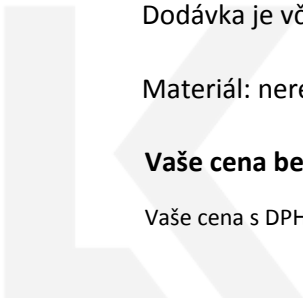 Dodávka je vč
Materiál: nere
Vaše cena be
Vaše cena s DPH